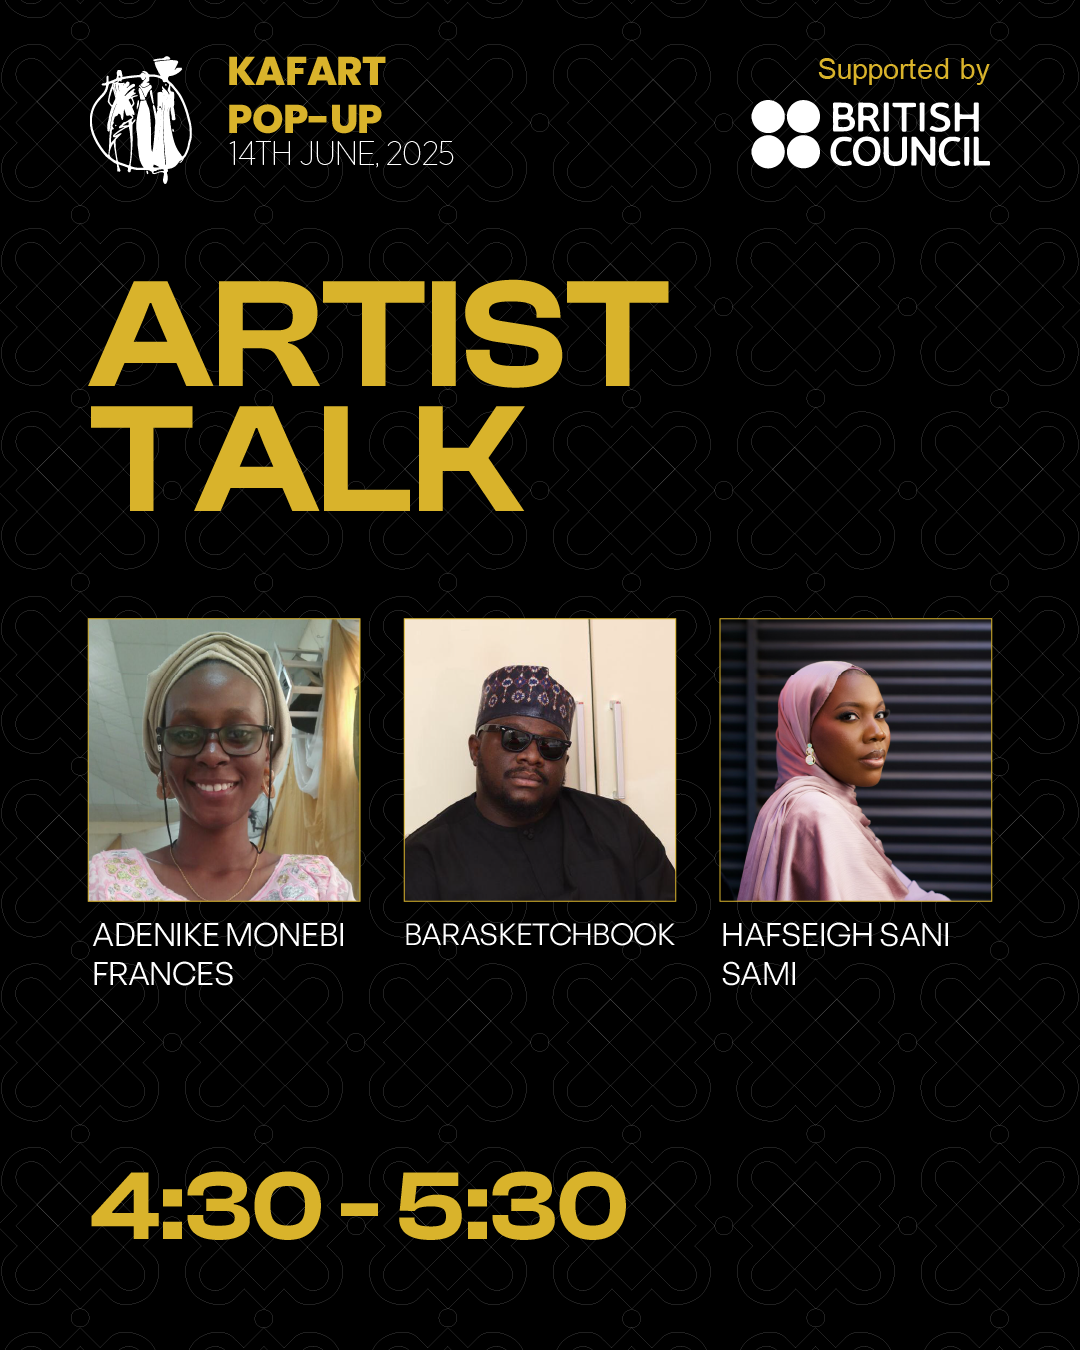 KAFART
POP-UP
14TH JUNE, 2025
Supported by
BRITISH
COUNCIL
ARTIST
TALK
ADENIKE MONEBI
FRANCES
BARASKETCHBOOK
HAFSEIGH SANI
SAMI
4:30 - 5:30